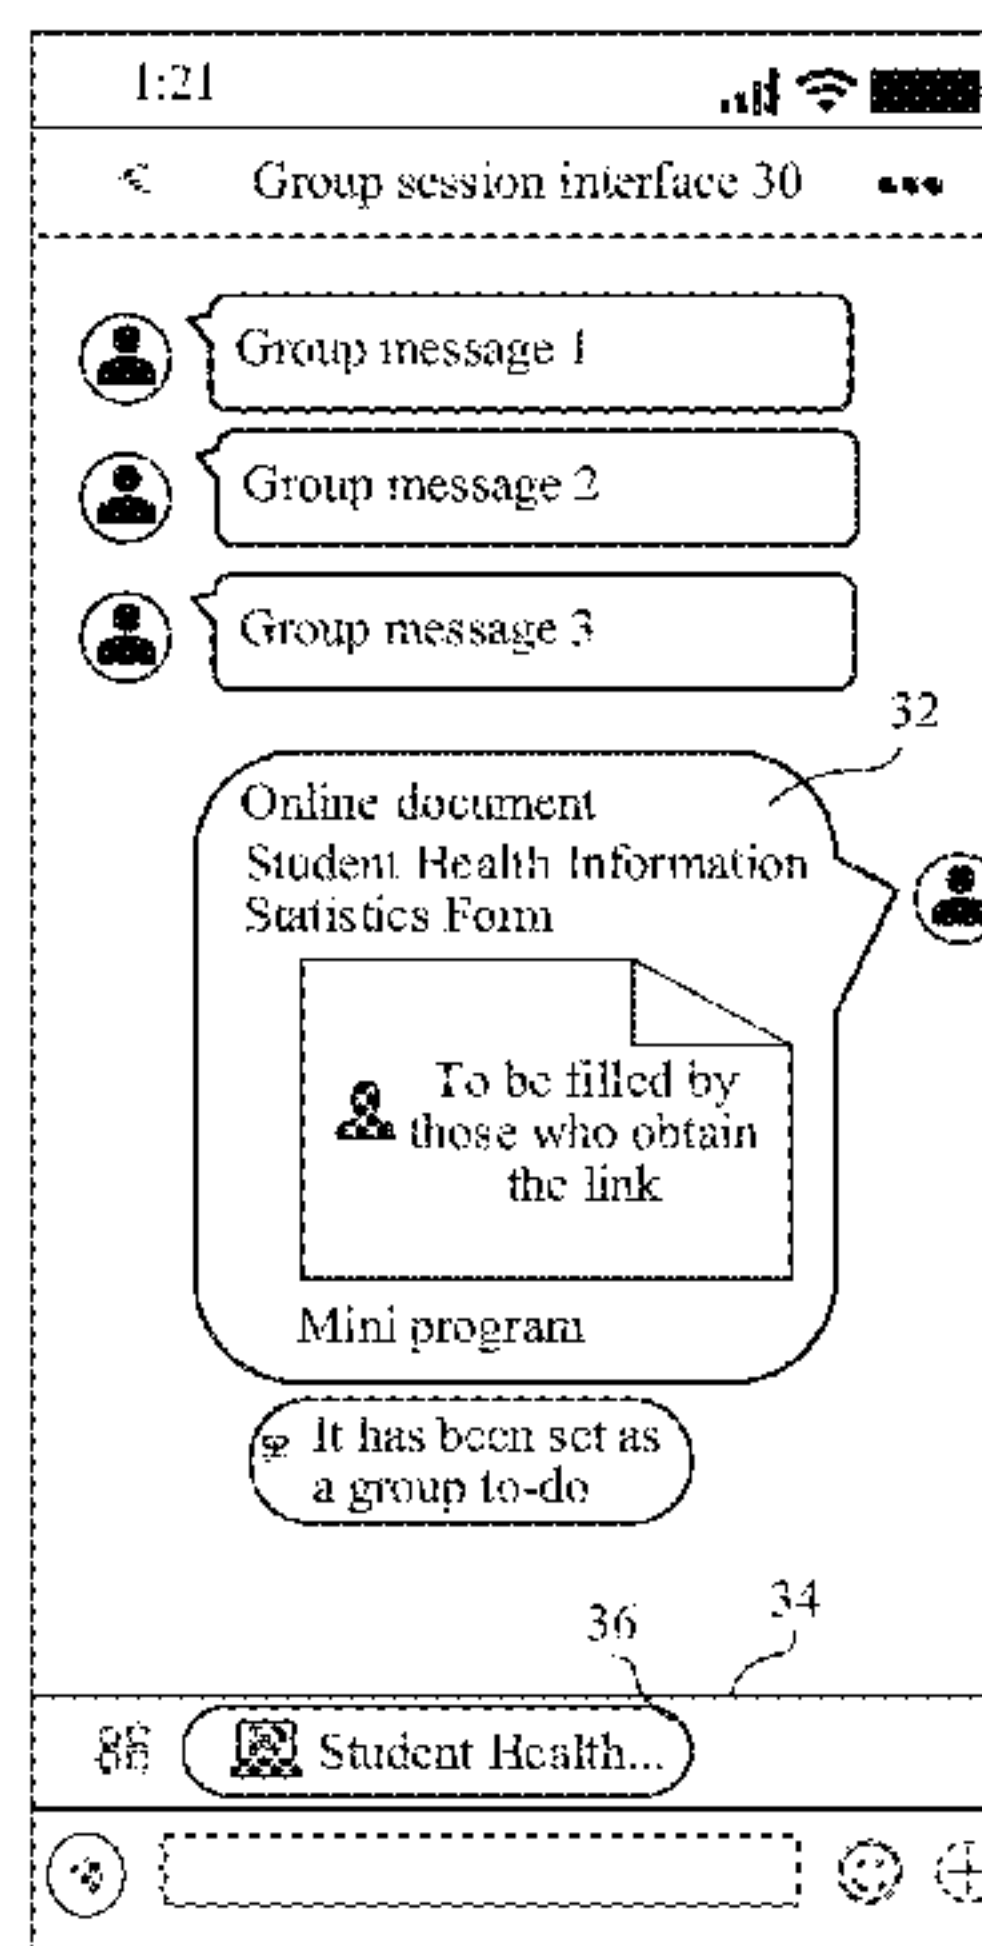 1:21
< Group session interface 30 •••
Group message 1
Group message 2
Group message 3
32
Online document
Student Health Information
Statistics Form
To be filled by
those who obtain
the link
Mini program
It has been set as
a group to-do
36
34
Student Health...